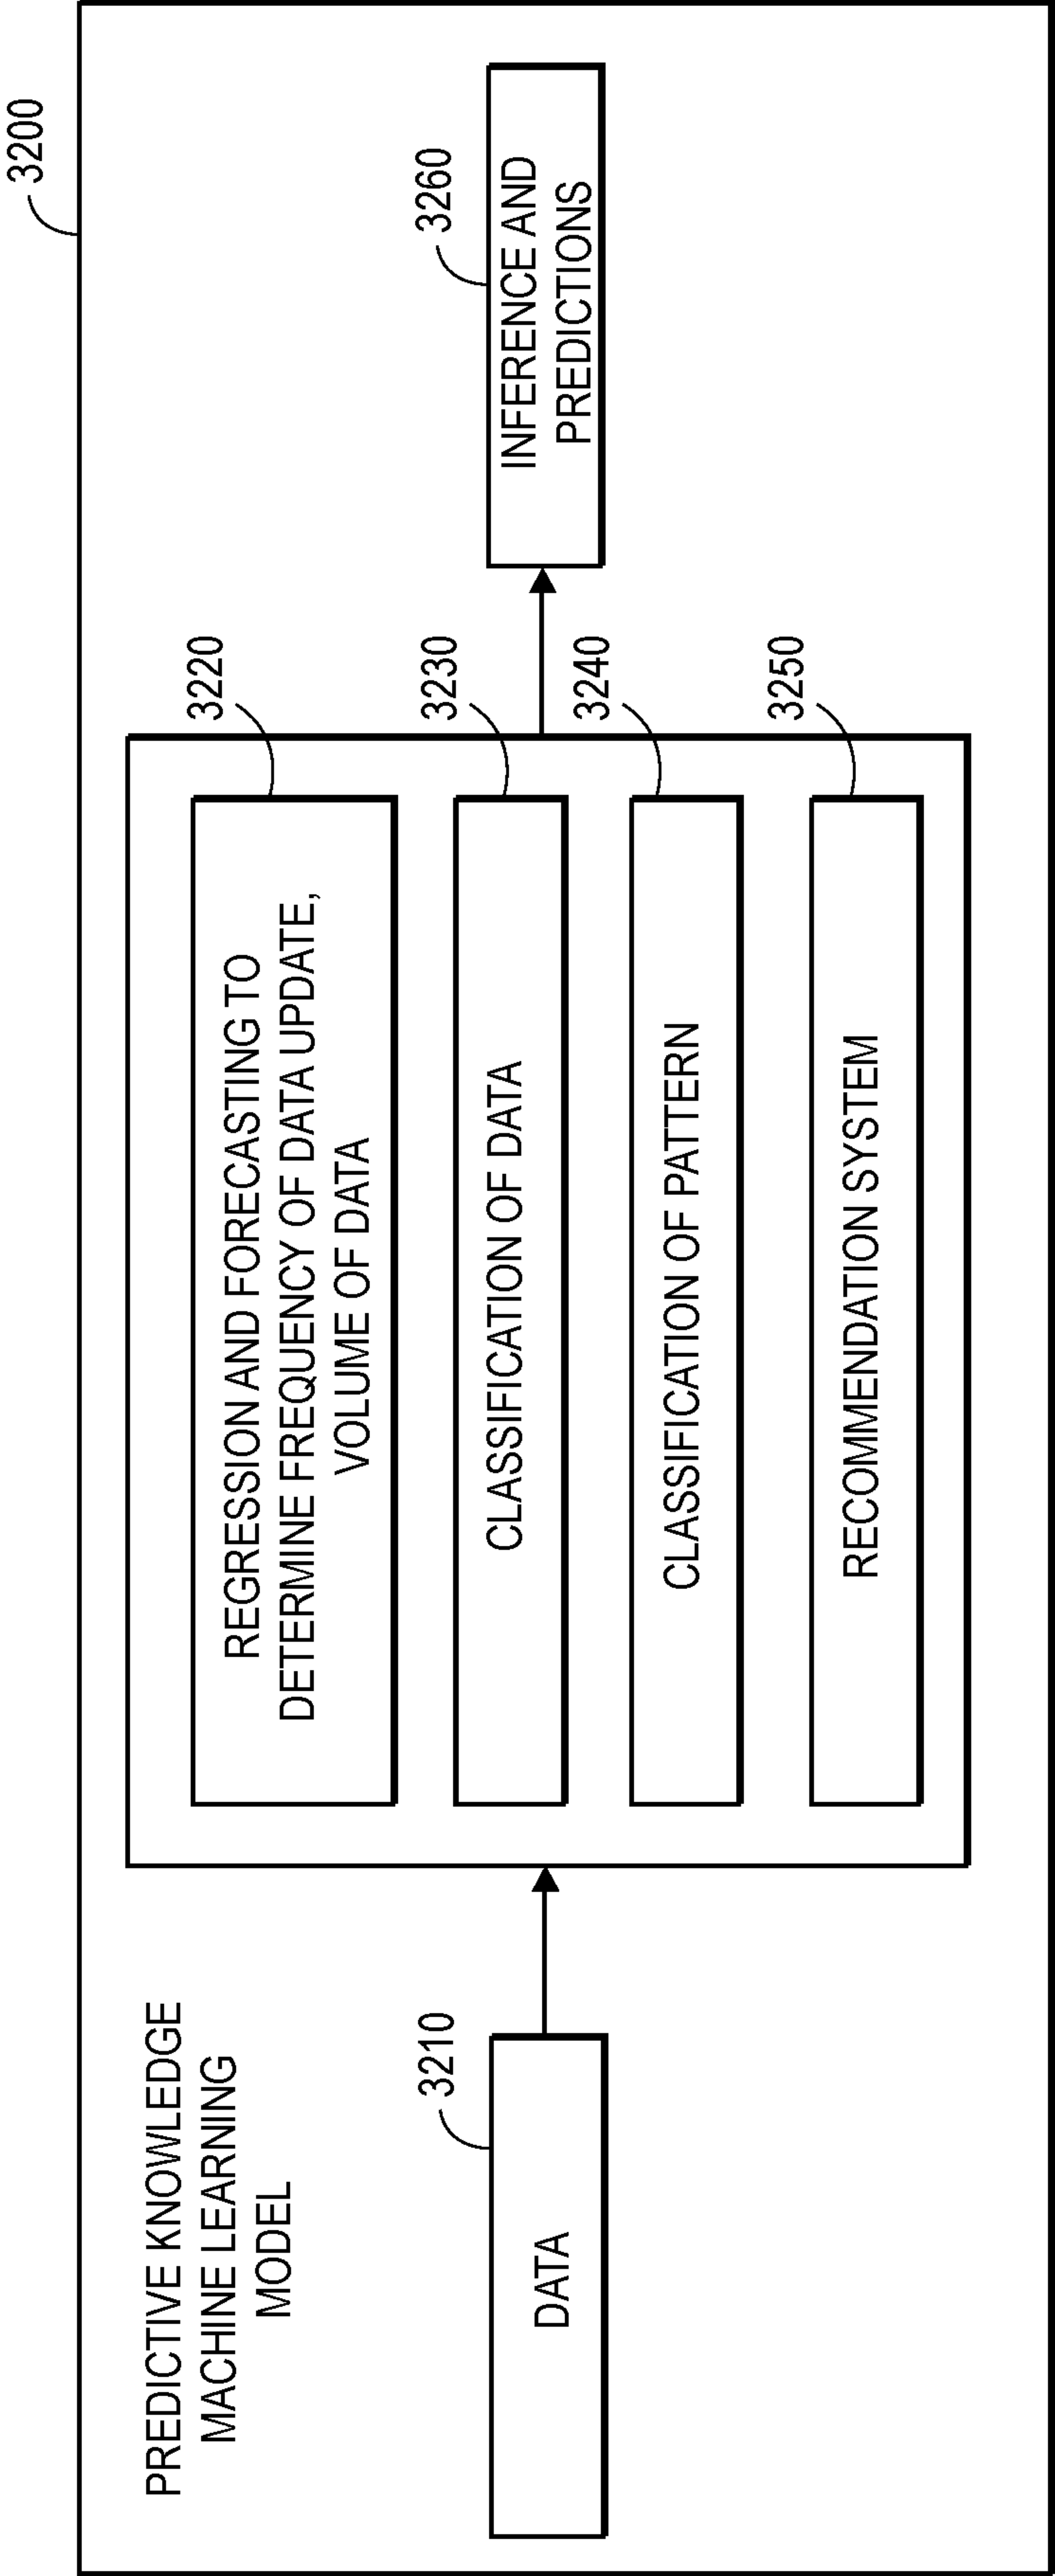 3200
PREDICTIVE KNOWLEDGE
MACHINE LEARNING
MODEL
3210
DATA
3220
REGRESSION AND FORECASTING TO
DETERMINE FREQUENCY OF DATA UPDATE,
VOLUME OF DATA
3230
CLASSIFICATION OF DATA
3240
CLASSIFICATION OF PATTERN
3250
RECOMMENDATION SYSTEM
3260
INFERENCE AND
PREDICTIONS